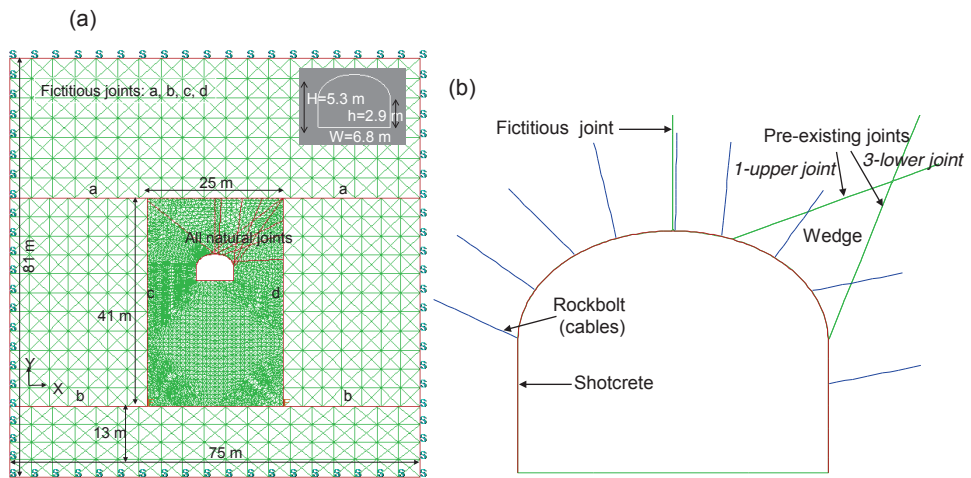 (a)
S S S S S S S S S S S S S S S S S S S S
Fictitious joints: a, b, c, d
H=5.3 m
h=2.9 m
W=6.8 m
25 m
a
a
All natural joints
81 m
c
d
41 m
Y
X
b
b
13 m
75 m
(b)
Fictitious joint
Pre-existing joints
1-upper joint
3-lower joint
Wedge
Rockbolt
(cables)
Shotcrete